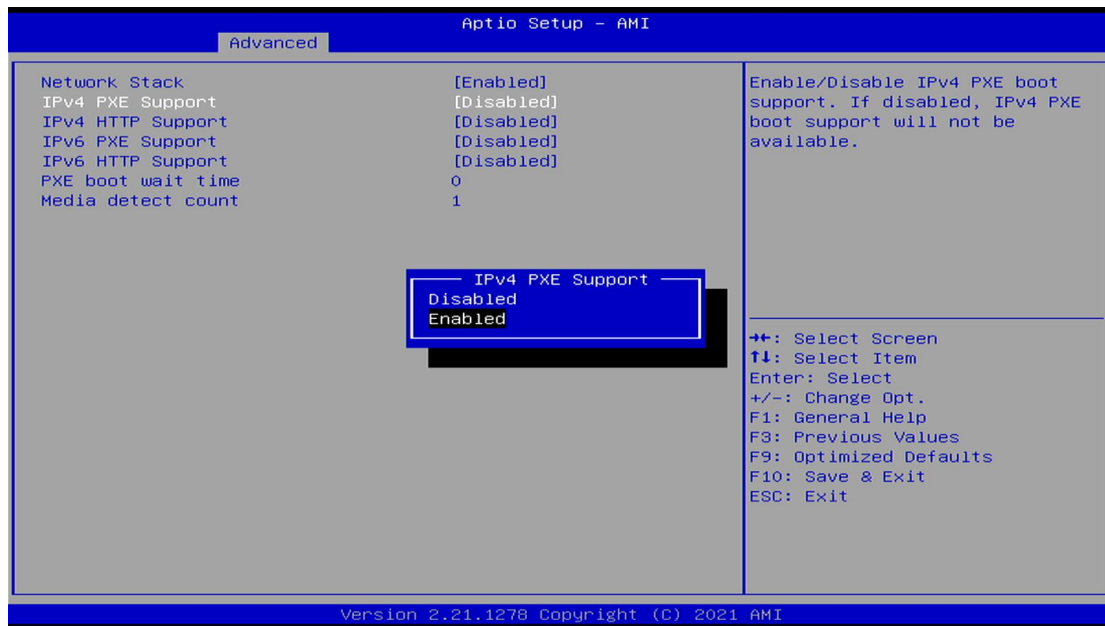 Aptio Setup – AMI
Advanced
Network Stack [Enabled]
IPv4 PXE Support [Disabled]
IPv4 HTTP Support [Disabled]
IPv6 PXE Support [Disabled]
IPv6 HTTP Support [Disabled]
PXE boot wait time 0
Media detect count 1
Enable/Disable IPv4 PXE boot
support. If disabled, IPv4 PXE
boot support will not be
available.
IPv4 PXE Support
Disabled
Enabled
→←: Select Screen
↑↓: Select Item
Enter: Select
+/-: Change Opt.
F1: General Help
F3: Previous Values
F9: Optimized Defaults
F10: Save & Exit
ESC: Exit
Version 2.21.1278 Copyright (C) 2021 AMI